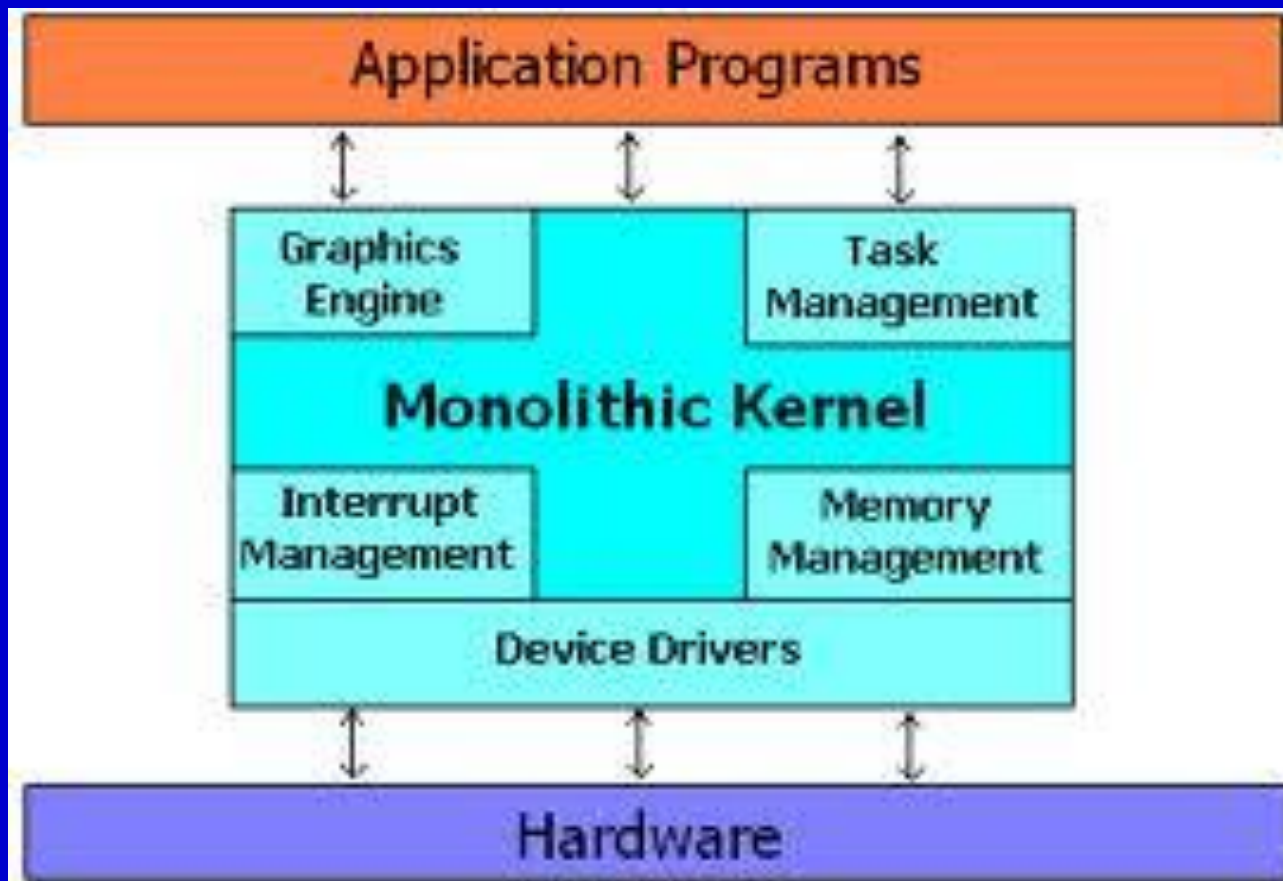 Application Programs
Graphics
Engine
Task
Management
Monolithic Kernel
Interrupt
Management
Memory
Management
Device Drivers
Hardware